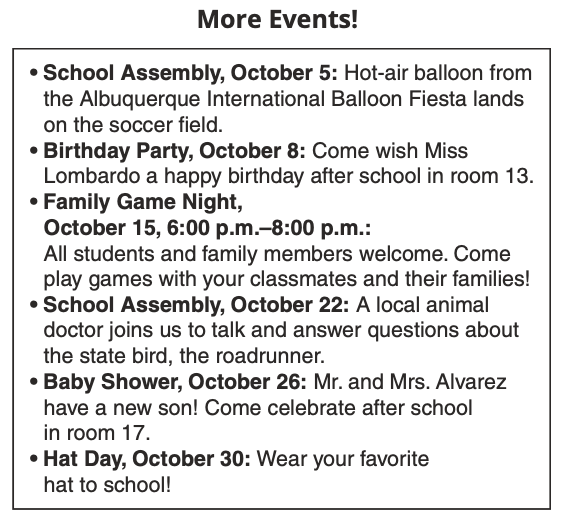 More Events!
• School Assembly, October 5: Hot-air balloon from
the Albuquerque International Balloon Fiesta lands
on the soccer field.
• Birthday Party, October 8: Come wish Miss
Lombardo a happy birthday after school in room 13.
• Family Game Night,
October 15, 6:00 p.m.–8:00 p.m.:
All students and family members welcome. Come
play games with your classmates and their families!
• School Assembly, October 22: A local animal
doctor joins us to talk and answer questions about
the state bird, the roadrunner.
• Baby Shower, October 26: Mr. and Mrs. Alvarez
have a new son! Come celebrate after school
in room 17.
• Hat Day, October 30: Wear your favorite
hat to school!